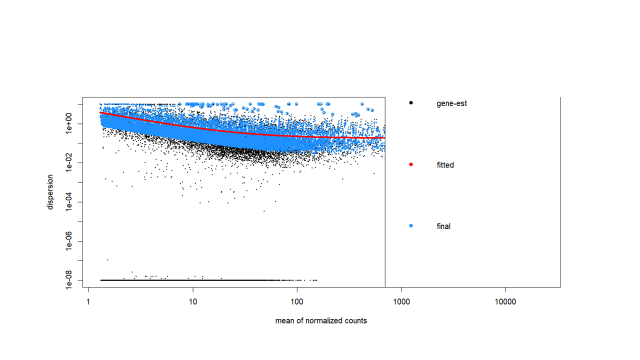 gene-est
fitted
final
dispersion
1e+00
1e-02
1e-04
1e-06
1e-08
1
10
100
1000
10000
mean of normalized counts